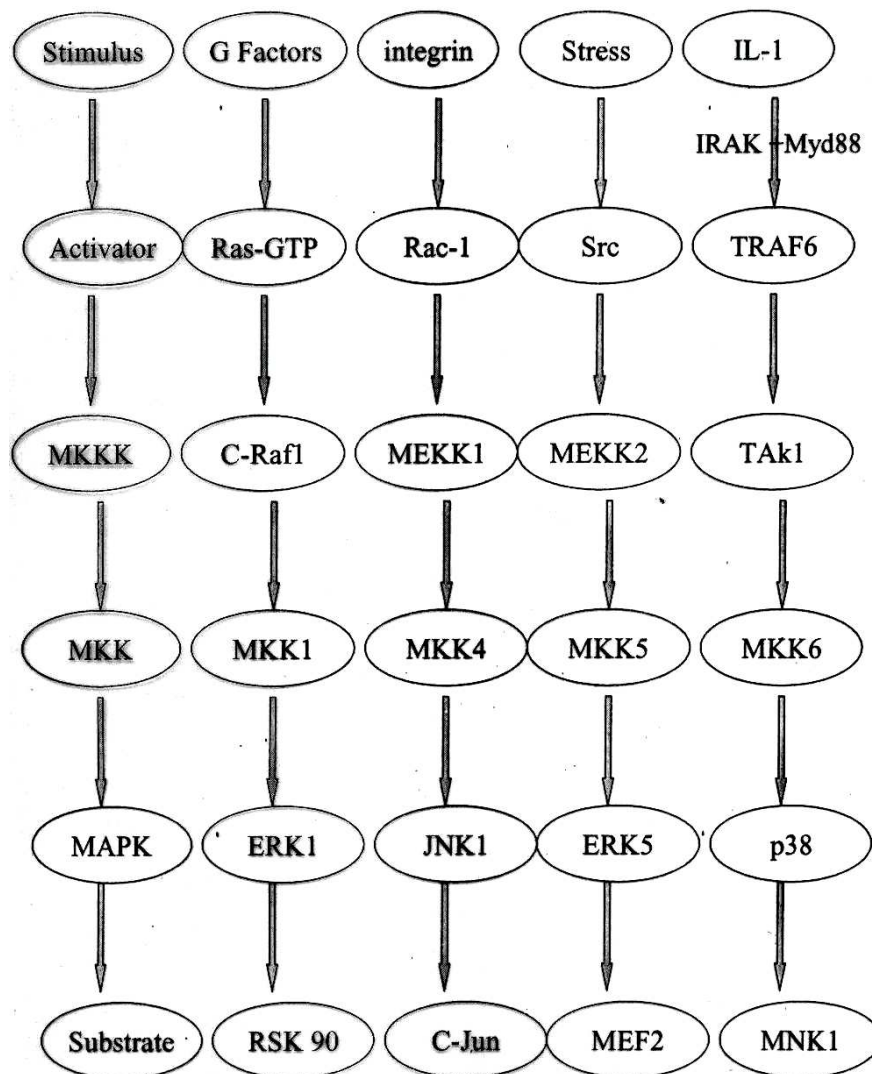 Stimulus G Factors integrin Stress IL-1
IRAK +Myd88
Activator Ras-GTP Rac-1 Src TRAF6
MKKK C-Raf1 MEKK1 MEKK2 TAk1
MKK MKK1 MKK4 MKK5 MKK6
MAPK ERK1 JNK1 ERK5 p38
Substrate RSK 90 C-Jun MEF2 MNK1